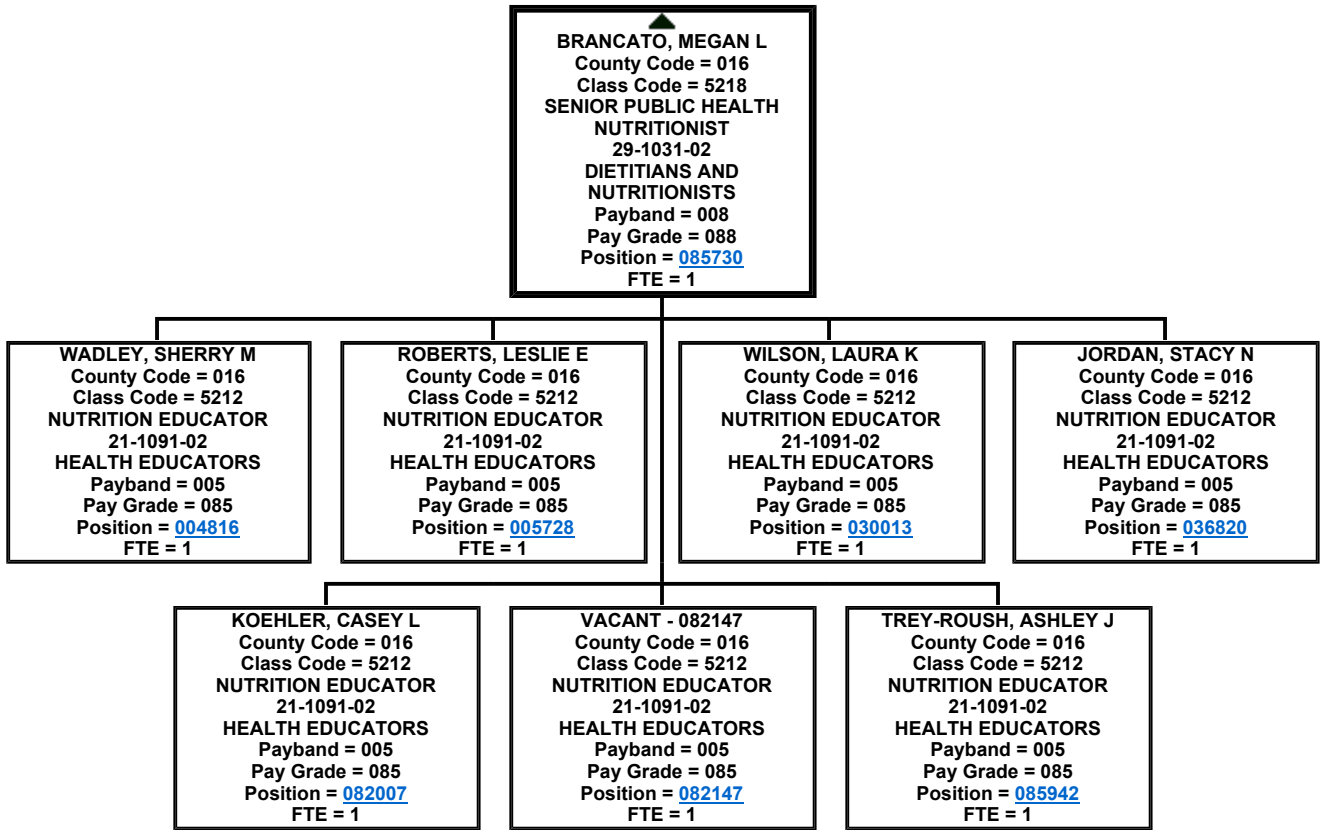 BRANCATO, MEGAN L
County Code = 016
Class Code = 5218
SENIOR PUBLIC HEALTH
NUTRITIONIST
29-1031-02
DIETITIANS AND
NUTRITIONISTS
Payband = 008
Pay Grade = 088
Position = 085730
FTE = 1
WADLEY, SHERRY M
County Code = 016
Class Code = 5212
NUTRITION EDUCATOR
21-1091-02
HEALTH EDUCATORS
Payband = 005
Pay Grade = 085
Position = 004816
FTE = 1
ROBERTS, LESLIE E
County Code = 016
Class Code = 5212
NUTRITION EDUCATOR
21-1091-02
HEALTH EDUCATORS
Payband = 005
Pay Grade = 085
Position = 005728
FTE = 1
WILSON, LAURA K
County Code = 016
Class Code = 5212
NUTRITION EDUCATOR
21-1091-02
HEALTH EDUCATORS
Payband = 005
Pay Grade = 085
Position = 030013
FTE = 1
JORDAN, STACY N
County Code = 016
Class Code = 5212
NUTRITION EDUCATOR
21-1091-02
HEALTH EDUCATORS
Payband = 005
Pay Grade = 085
Position = 036820
FTE = 1
KOEHLER, CASEY L
County Code = 016
Class Code = 5212
NUTRITION EDUCATOR
21-1091-02
HEALTH EDUCATORS
Payband = 005
Pay Grade = 085
Position = 082007
FTE = 1
VACANT - 082147
County Code = 016
Class Code = 5212
NUTRITION EDUCATOR
21-1091-02
HEALTH EDUCATORS
Payband = 005
Pay Grade = 085
Position = 082147
FTE = 1
TREY-ROUSH, ASHLEY J
County Code = 016
Class Code = 5212
NUTRITION EDUCATOR
21-1091-02
HEALTH EDUCATORS
Payband = 005
Pay Grade = 085
Position = 085942
FTE = 1